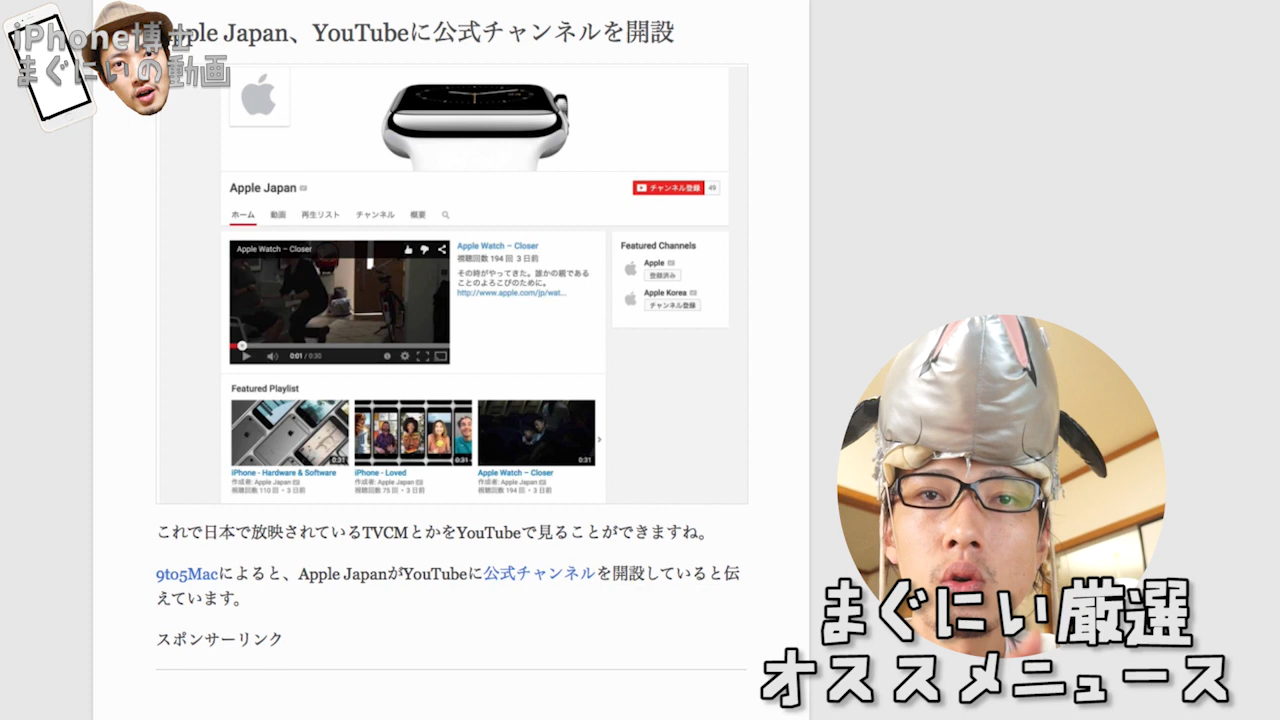 iPhone博士
まぐにいの動画
ple Japan、YouTubeに公式チャンネルを開設
Apple Japan
チャンネル登録 49
ホーム 動画 再生リスト チャンネル 概要
Apple Watch – Closer
0:01 / 0:30
Apple Watch – Closer
視聴回数 194 回 3 日前
その時がやってきた。誰かの鏡である
ことのよろこびのために。
http://www.apple.com/jp/wat...
Featured Channels
Apple
登録済み
Apple Korea
チャンネル登録
Featured Playlist
0:31
0:31
0:31
iPhone - Hardware & Software
作成者: Apple Japan
視聴回数 110 回 • 3 日前
iPhone - Loved
作成者: Apple Japan
視聴回数 75 回 • 3 日前
Apple Watch – Closer
作成者: Apple Japan
視聴回数 194 回 • 3 日前
これで日本で放映されているTVCMとかをYouTubeで見ることができますね。
9to5Macによると、Apple JapanがYouTubeに公式チャンネルを開設していると伝
えています。
スポンサーリンク
まぐにい厳選
オススメニュース